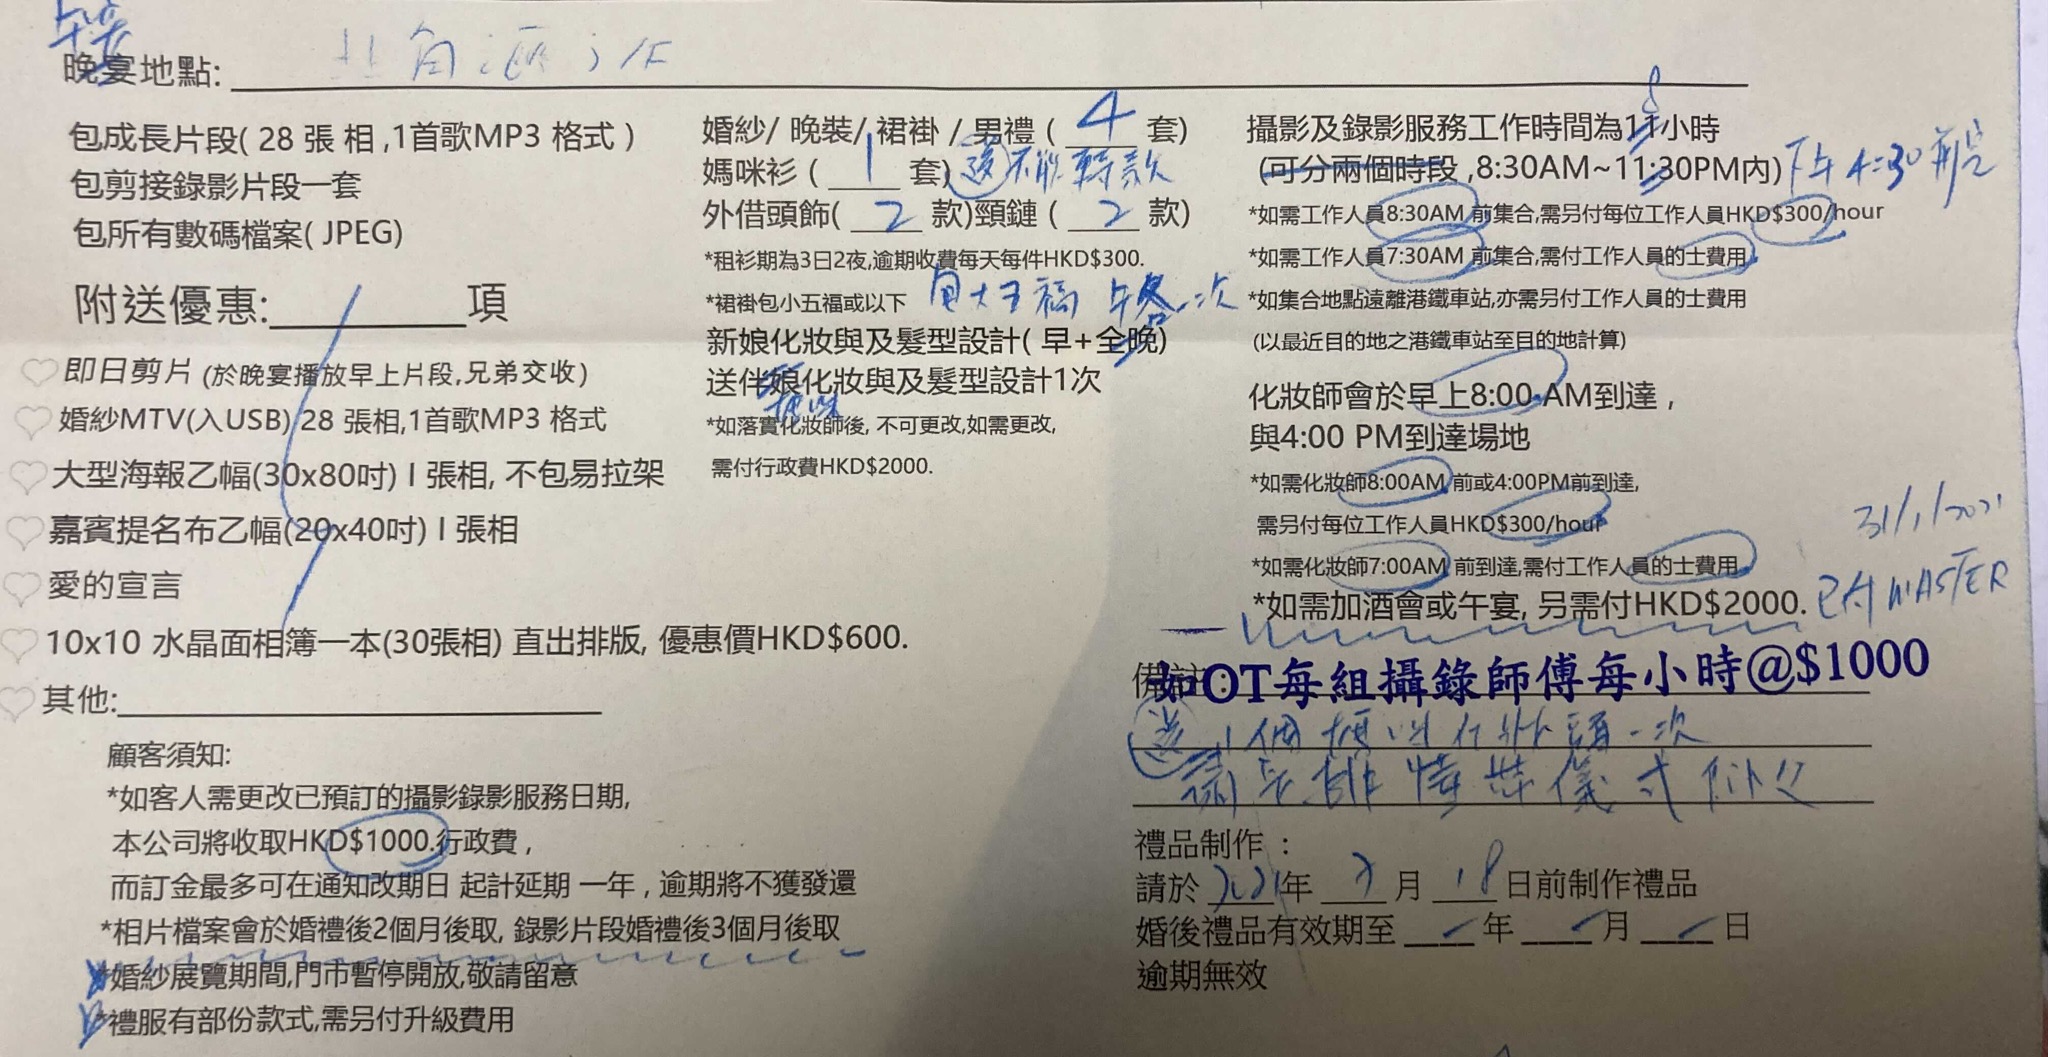 午宴
晚宴地點: 北角匯
包成長片段( 28 張 相 ,1首歌MP3 格式 )
包剪接錄影片段一套
包所有數碼檔案( JPEG)
附送優惠:________項
即日剪片 (於晚宴播放早上片段,兄弟交收)
婚紗MTV(入USB) 28 張相,1首歌MP3 格式
大型海報乙幅(30x80吋) I 張相, 不包易拉架
嘉賓提名布乙幅(20x40吋) I 張相
愛的宣言
10x10 水晶面相簿一本(30張相) 直出排版, 優惠價HKD$600.
其他:
顧客須知:
*如客人需更改已預訂的攝影錄影服務日期,
本公司將收取HKD$1000.行政費 ,
而訂金最多可在通知改期日 起計延期 一年 , 逾期將不獲發還
*相片檔案會於婚禮後2個月後取, 錄影片段婚禮後3個月後取
*婚紗展覽期間,門市暫停開放,敬請留意
*禮服有部份款式,需另付升級費用
婚紗/ 晚裝/ 裙褂 / 男禮 ( 4 套)
媽咪衫 ( 1 套) 送 不能轉款
外借頭飾( 2 款)頸鏈 ( 2 款)
*租衫期為3日2夜,逾期收費每天每件HKD$300.
*裙褂包小五福或以下 包大五福 一次
新娘化妝與及髮型設計( 早+全晚)
送伴娘化妝與及髮型設計1次
媽咪
*如落實化妝師後, 不可更改,如需更改,
需付行政費HKD$2000.
8
攝影及錄影服務工作時間為11小時
(可分兩個時段 ,8:30AM~11:30PM內) 下午4:30前完
*如需工作人員8:30AM 前集合,需另付每位工作人員HKD$300/hour
*如需工作人員7:30AM 前集合,需付工作人員的士費用
*如集合地點遠離港鐵車站,亦需另付工作人員的士費用
(以最近目的地之港鐵車站至目的地計算)
化妝師會於早上8:00 AM到達 ,
與4:00 PM到達場地
*如需化妝師8:00AM 前或4:00PM前到達,
需另付每位工作人員HKD$300/hour
*如需化妝師7:00AM 前到達,需付工作人員的士費用
*如需加酒會或午宴, 另需付HKD$2000.
31/1/2021
已付 MASTER
備註:
如OT每組攝錄師傅每小時@$1000
送 1個媽咪化妝頭一次
儀式
禮品制作 :
請於 2021年 3 月 18 日前制作禮品
婚後禮品有效期至 ____ 年 ____ 月 ____ 日
逾期無效